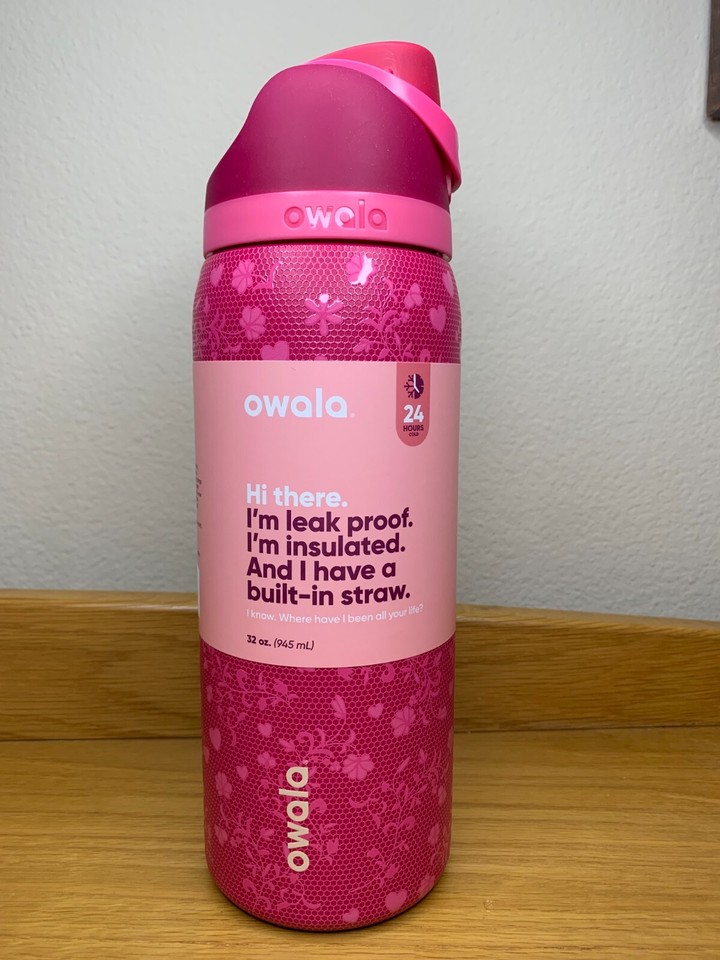 owala
owala
24
HOURS
COLD
Hi there.
I'm leak proof.
I'm insulated.
And I have a
built-in straw.
I know. Where have I been all your life?
32 oz. (945 mL)
owala